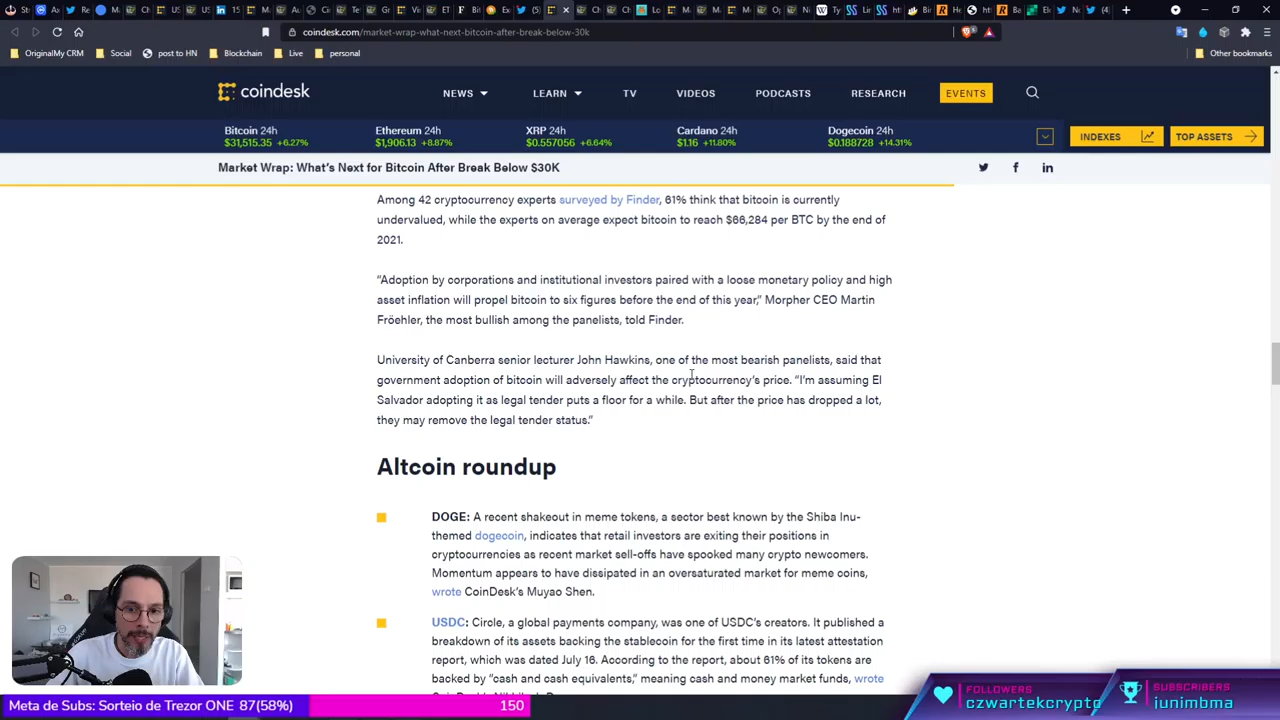 coindesk.com/market-wrap-what-next-bitcoin-after-break-below-30k
OriginalMy CRM
Social
post to HN
Blockchain
Live
personal
Other bookmarks
coindesk
NEWS
LEARN
TV
VIDEOS
PODCASTS
RESEARCH
EVENTS
Bitcoin 24h
$31,515.35 +6.27%
Ethereum 24h
$1,906.13 +8.87%
XRP 24h
$0.557056 +6.64%
Cardano 24h
$1.16 +11.80%
Dogecoin 24h
$0.188728 +14.31%
INDEXES
TOP ASSETS
Market Wrap: What's Next for Bitcoin After Break Below $30K
Among 42 cryptocurrency experts surveyed by Finder, 61% think that bitcoin is currently
undervalued, while the experts on average expect bitcoin to reach $66,284 per BTC by the end of
2021.
“Adoption by corporations and institutional investors paired with a loose monetary policy and high
asset inflation will propel bitcoin to six figures before the end of this year,” Morpher CEO Martin
Fröehler, the most bullish among the panelists, told Finder.
University of Canberra senior lecturer John Hawkins, one of the most bearish panelists, said that
government adoption of bitcoin will adversely affect the cryptocurrency's price. “I'm assuming El
Salvador adopting it as legal tender puts a floor for a while. But after the price has dropped a lot,
they may remove the legal tender status.”
Altcoin roundup
DOGE: A recent shakeout in meme tokens, a sector best known by the Shiba Inu-
themed dogecoin, indicates that retail investors are exiting their positions in
cryptocurrencies as recent market sell-offs have spooked many crypto newcomers.
Momentum appears to have dissipated in an oversaturated market for meme coins,
wrote CoinDesk's Muyao Shen.
USDC: Circle, a global payments company, was one of USDC's creators. It published a
breakdown of its assets backing the stablecoin for the first time in its latest attestation
report, which was dated July 16. According to the report, about 61% of its tokens are
backed by “cash and cash equivalents,” meaning cash and money market funds, wrote
Meta de Subs: Sorteio de Trezor ONE 87(58%)
150
FOLLOWERS
czwartekcrypto
SUBSCRIBERS
junimbma